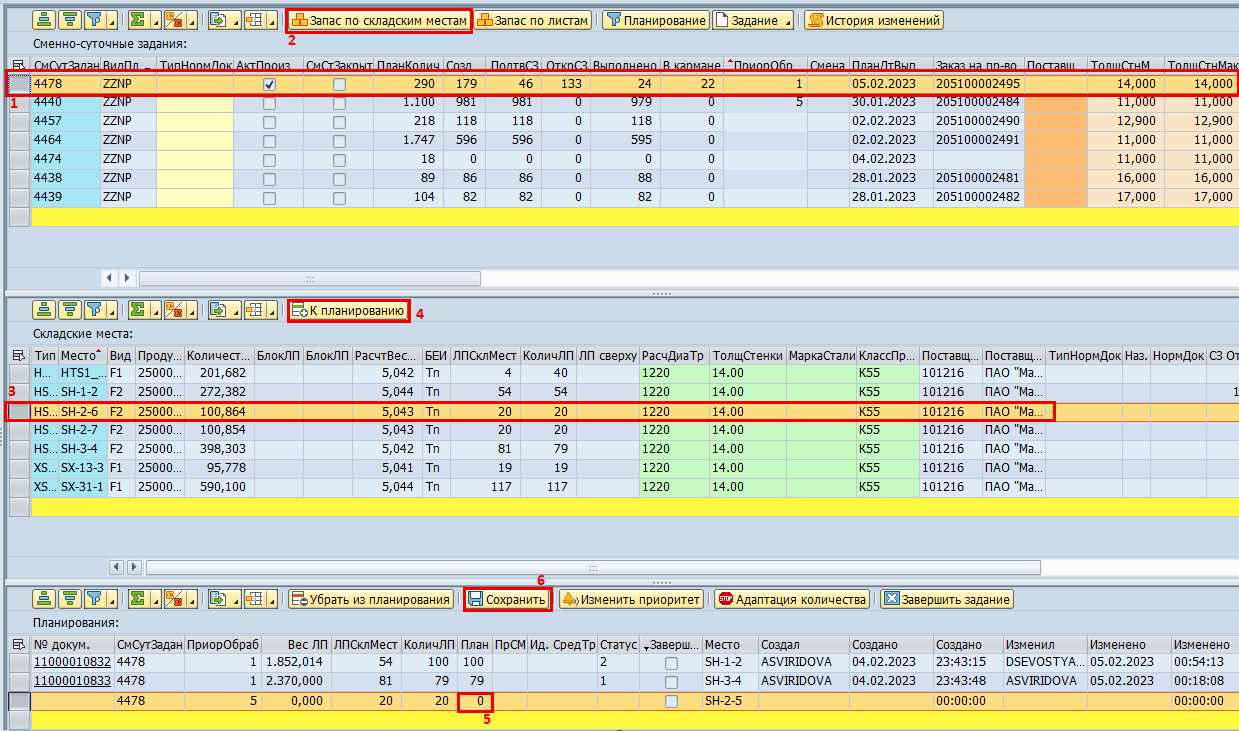 Запас по складским местам Запас по листам Планирование Задание История изменений
2
Сменно-суточные задания:
СмСутЗадан ВидПл ТипНормДок АктПроиз СмСтЗакрыт ПланКолич Созд ПодтвСЗ ОткрСЗ Выполнено В кармане ПриорОбр Смена ПланДтВып Заказ на пр-во Поставщ ТолщСтнМ ТолщСтнМак
4478 ZZNP 290 179 46 133 24 22 1 05.02.2023 205100002495 14,000 14,000
1
4440 ZZNP 1.100 981 981 0 979 0 5 30.01.2023 205100002484 11,000 11,000
4457 ZZNP 218 118 118 0 118 0 02.02.2023 205100002490 12,900 12,900
4464 ZZNP 1.747 596 596 0 595 0 02.02.2023 205100002491 11,000 11,000
4474 ZZNP 18 0 0 0 0 0 04.02.2023 11,000 11,000
4438 ZZNP 89 86 86 0 88 0 28.01.2023 205100002481 16,000 16,000
4439 ZZNP 104 82 82 0 82 0 28.01.2023 205100002482 17,000 17,000
К планированию 4
Складские места:
Тип Место Вид Проду... Количест... БлокЛП БлокЛП РасчтВес... БЕИ ЛПСклМест КоличЛП ЛП сверху РасчДиаТр ТолщСтенки МаркаСтали КлассПр... Поставщ... Поставщ... ТипНормДок Наз. НормДок СЗ От
H... HTS1_... F1 25000... 201,682 5,042 Тп 4 40 1220 14.00 K55 101216 ПАО "Ма...
3
HS... SH-1-2 F2 25000... 272,382 5,044 Тп 54 54 1220 14.00 K55 101216 ПАО "Ма... 1
HS... SH-2-6 F2 25000... 100,864 5,043 Тп 20 20 1220 14.00 K55 101216 ПАО "Ма...
HS... SH-2-7 F2 25000... 100,854 5,043 Тп 20 20 1220 14.00 K55 101216 ПАО "Ма...
HS... SH-3-4 F2 25000... 398,303 5,042 Тп 81 79 1220 14.00 K55 101216 ПАО "Ма...
XS... SX-13-3 F1 25000... 95,778 5,041 Тп 19 19 1220 14.00 K55 101216 ПАО "Ма...
XS... SX-31-1 F1 25000... 590,100 5,044 Тп 117 117 1220 14.00 K55 101216 ПАО "Ма...
6
Убрать из планирования Сохранить Изменить приоритет STOP Адаптация количества Завершить задание
Планирования:
№ докум. СмСутЗадан ПриорОбраб Вес ЛП ЛПСклМест КоличЛП План ПрСМ Ид. СредТр Статус Заверш... Место Создал Создано Создано Изменил Изменено Изменено
11000010832 4478 1 1.852,014 54 100 100 2 SH-1-2 ASVIRIDOVA 04.02.2023 23:43:15 DSEVOSTYA... 05.02.2023 00:54:13
11000010833 4478 1 2.370,000 81 79 79 1 SH-3-4 ASVIRIDOVA 04.02.2023 23:43:48 ASVIRIDOVA 05.02.2023 00:18:08
4478 5 0,000 20 20 0 SH-2-5 00:00:00 00:00:00
5